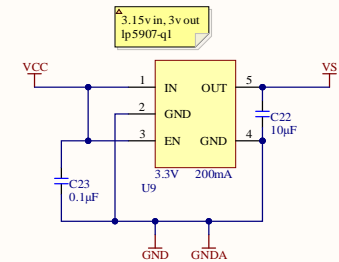 3.15v in, 3v out
lp5907-q1
VCC
VS
1 IN OUT 5
2 GND
3 EN GND 4
C22
10µF
3.3V 200mA
U9
C23
0.1µF
GND GNDA